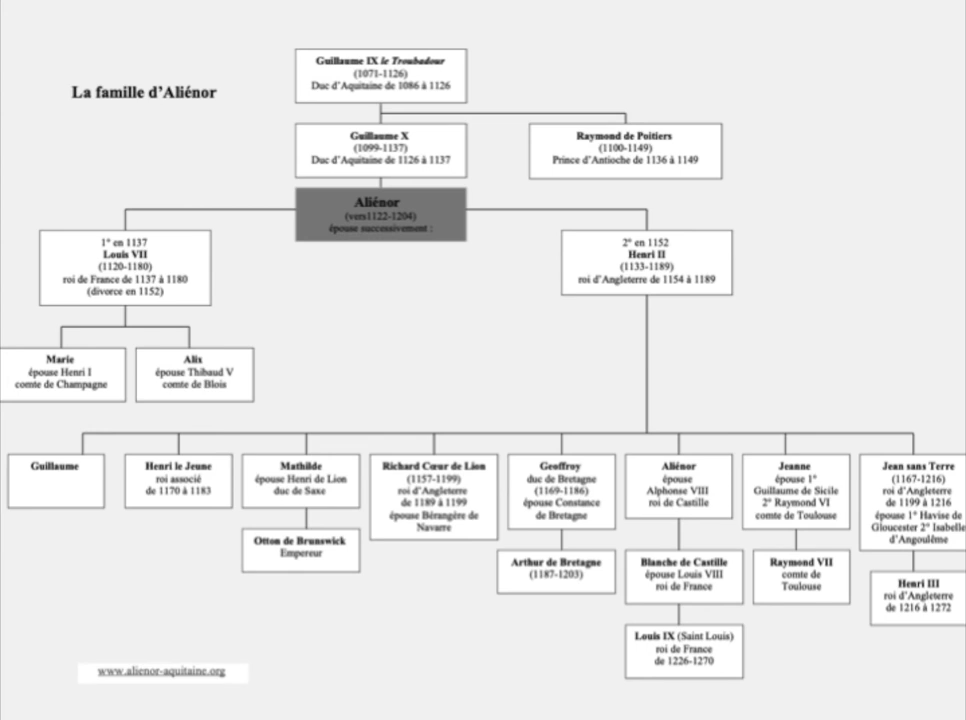 La famille d'Aliénor
Guillaume IX le Troubadour
(1071-1126)
Duc d'Aquitaine de 1086 à 1126
Guillaume X
(1099-1137)
Duc d'Aquitaine de 1126 à 1137
Raymond de Poitiers
(1100-1149)
Prince d'Antioche de 1136 à 1149
Aliénor
(vers1122-1204)
épouse successivement :
1° en 1137
Louis VII
(1120-1180)
roi de France de 1137 à 1180
(divorce en 1152)
2° en 1152
Henri II
(1133-1189)
roi d'Angleterre de 1154 à 1189
Marie
épouse Henri I
comte de Champagne
Alix
épouse Thibaud V
comte de Blois
Guillaume
Henri le Jeune
roi associé
de 1170 à 1183
Mathilde
épouse Henri de Lion
duc de Saxe
Otton de Brunswick
Empereur
Richard Cœur de Lion
(1157-1199)
roi d'Angleterre
de 1189 à 1199
épouse Bérangère de
Navarre
Geoffroy
duc de Bretagne
(1169-1186)
épouse Constance
de Bretagne
Arthur de Bretagne
(1187-1203)
Aliénor
épouse
Alphonse VIII
roi de Castille
Blanche de Castille
épouse Louis VIII
roi de France
Louis IX (Saint Louis)
roi de France
de 1226-1270
Jeanne
épouse 1°
Guillaume de Sicile
2° Raymond VI
comte de Toulouse
Raymond VII
comte de
Toulouse
Jean sans Terre
(1167-1216)
roi d'Angleterre
de 1199 à 1216
épouse 1° Havise de
Gloucester 2° Isabelle
d'Angoulême
Henri III
roi d'Angleterre
de 1216 à 1272
www.alienor-aquitaine.org